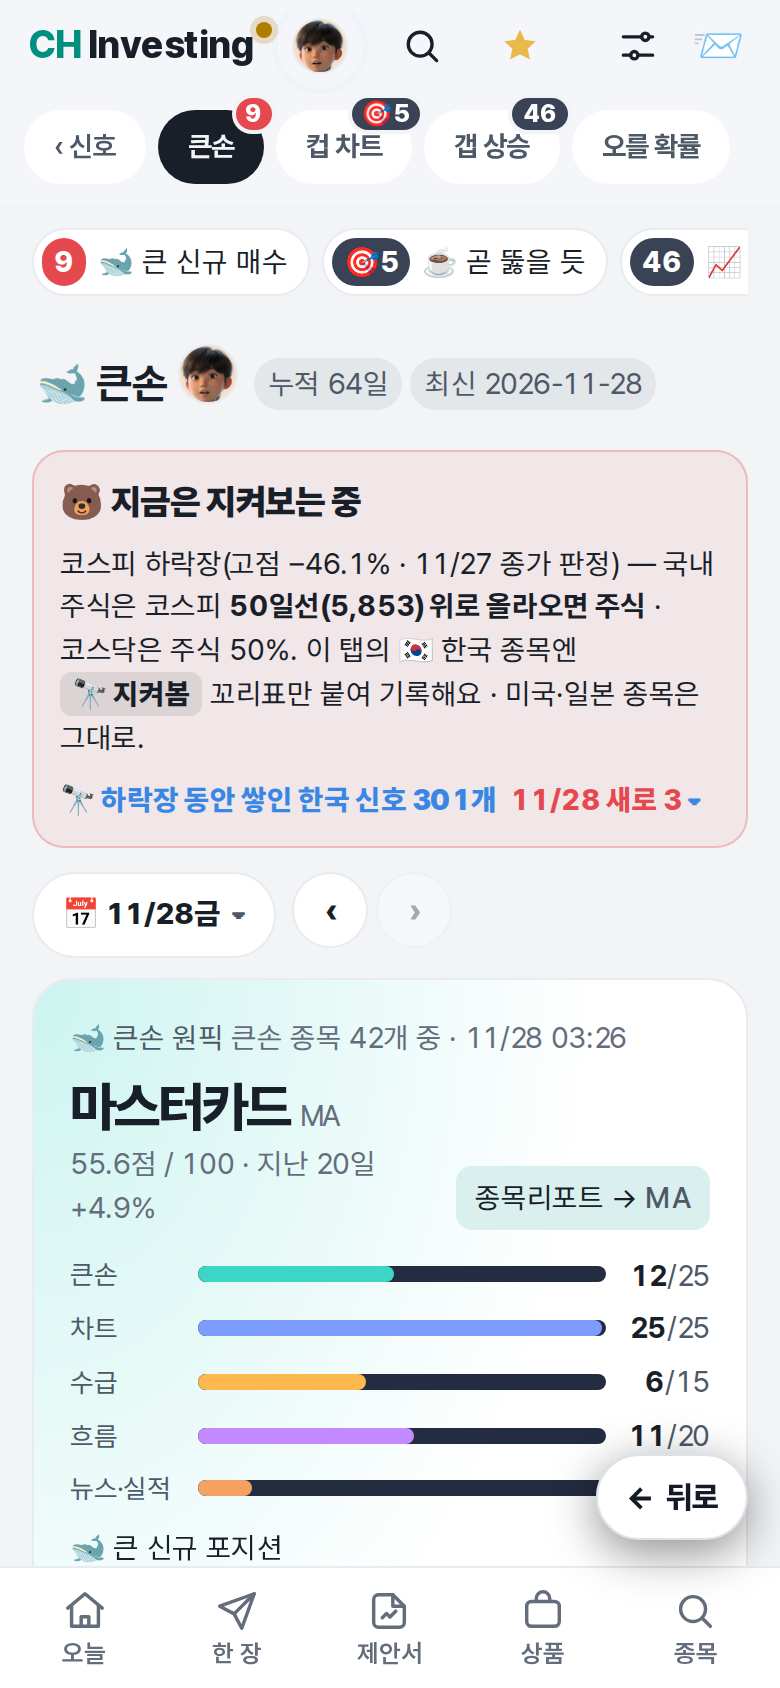 CH Investing
‹ 신호
큰손
9
컵 차트
🎯5
갭 상승
46
오를 확률
9 🐳 큰 신규 매수
🎯5 ☕ 곧 뚫을 듯
46 📈
🐳 큰손
누적 64일
최신 2026-11-28
🐻 지금은 지켜보는 중
코스피 하락장(고점 −46.1% · 11/27 종가 판정) — 국내
주식은 코스피 50일선(5,853) 위로 올라오면 주식 ·
코스닥은 주식 50%. 이 탭의 🇰🇷 한국 종목엔
🔭 지켜봄 꼬리표만 붙여 기록해요 · 미국·일본 종목은
그대로.
🔭 하락장 동안 쌓인 한국 신호 301개 11/28 새로 3
📅 11/28금
‹
›
🐳 큰손 원픽 큰손 종목 42개 중 · 11/28 03:26
마스터카드 MA
55.6점 / 100 · 지난 20일
+4.9%
종목리포트 → MA
큰손 12/25
차트 25/25
수급 6/15
흐름 11/20
뉴스·실적
← 뒤로
🐳 큰 신규 포지션
오늘
한 장
제안서
상품
종목